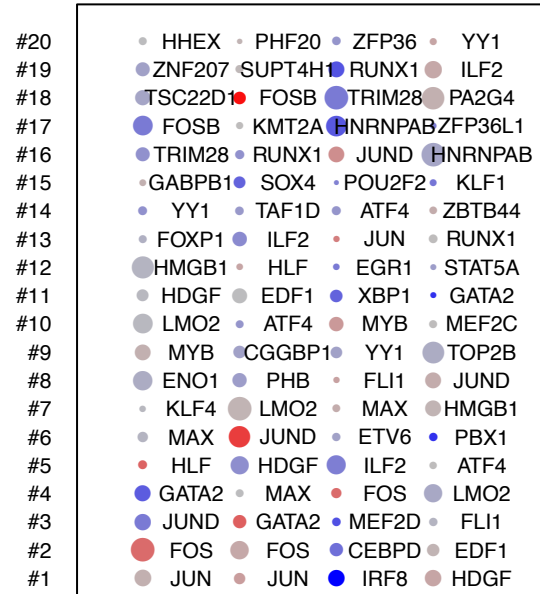 #20 HHEX PHF20 ZFP36 YY1
#19 ZNF207 SUPT4H1 RUNX1 ILF2
#18 TSC22D1 FOSB TRIM28 PA2G4
#17 FOSB KMT2A HNRNPAB ZFP36L1
#16 TRIM28 RUNX1 JUND HNRNPAB
#15 GABPB1 SOX4 POU2F2 KLF1
#14 YY1 TAF1D ATF4 ZBTB44
#13 FOXP1 ILF2 JUN RUNX1
#12 HMGB1 HLF EGR1 STAT5A
#11 HDGF EDF1 XBP1 GATA2
#10 LMO2 ATF4 MYB MEF2C
#9 MYB CGGBP1 YY1 TOP2B
#8 ENO1 PHB FLI1 JUND
#7 KLF4 LMO2 MAX HMGB1
#6 MAX JUND ETV6 PBX1
#5 HLF HDGF ILF2 ATF4
#4 GATA2 MAX FOS LMO2
#3 JUND GATA2 MEF2D FLI1
#2 FOS FOS CEBPD EDF1
#1 JUN JUN IRF8 HDGF